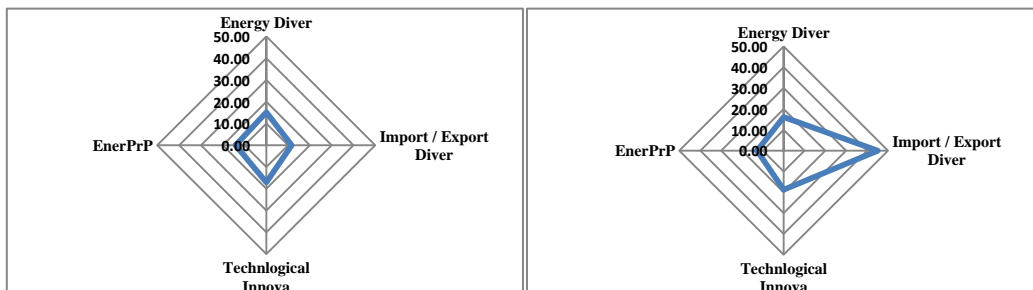 Energy Diver
50.00
40.00
30.00
20.00
10.00
0.00
EnerPrP
Import / Export
Diver
Technlogical
Innova
Energy Diver
50.00
40.00
30.00
20.00
10.00
0.00
EnerPrP
Import / Export
Diver
Technlogical
Innova